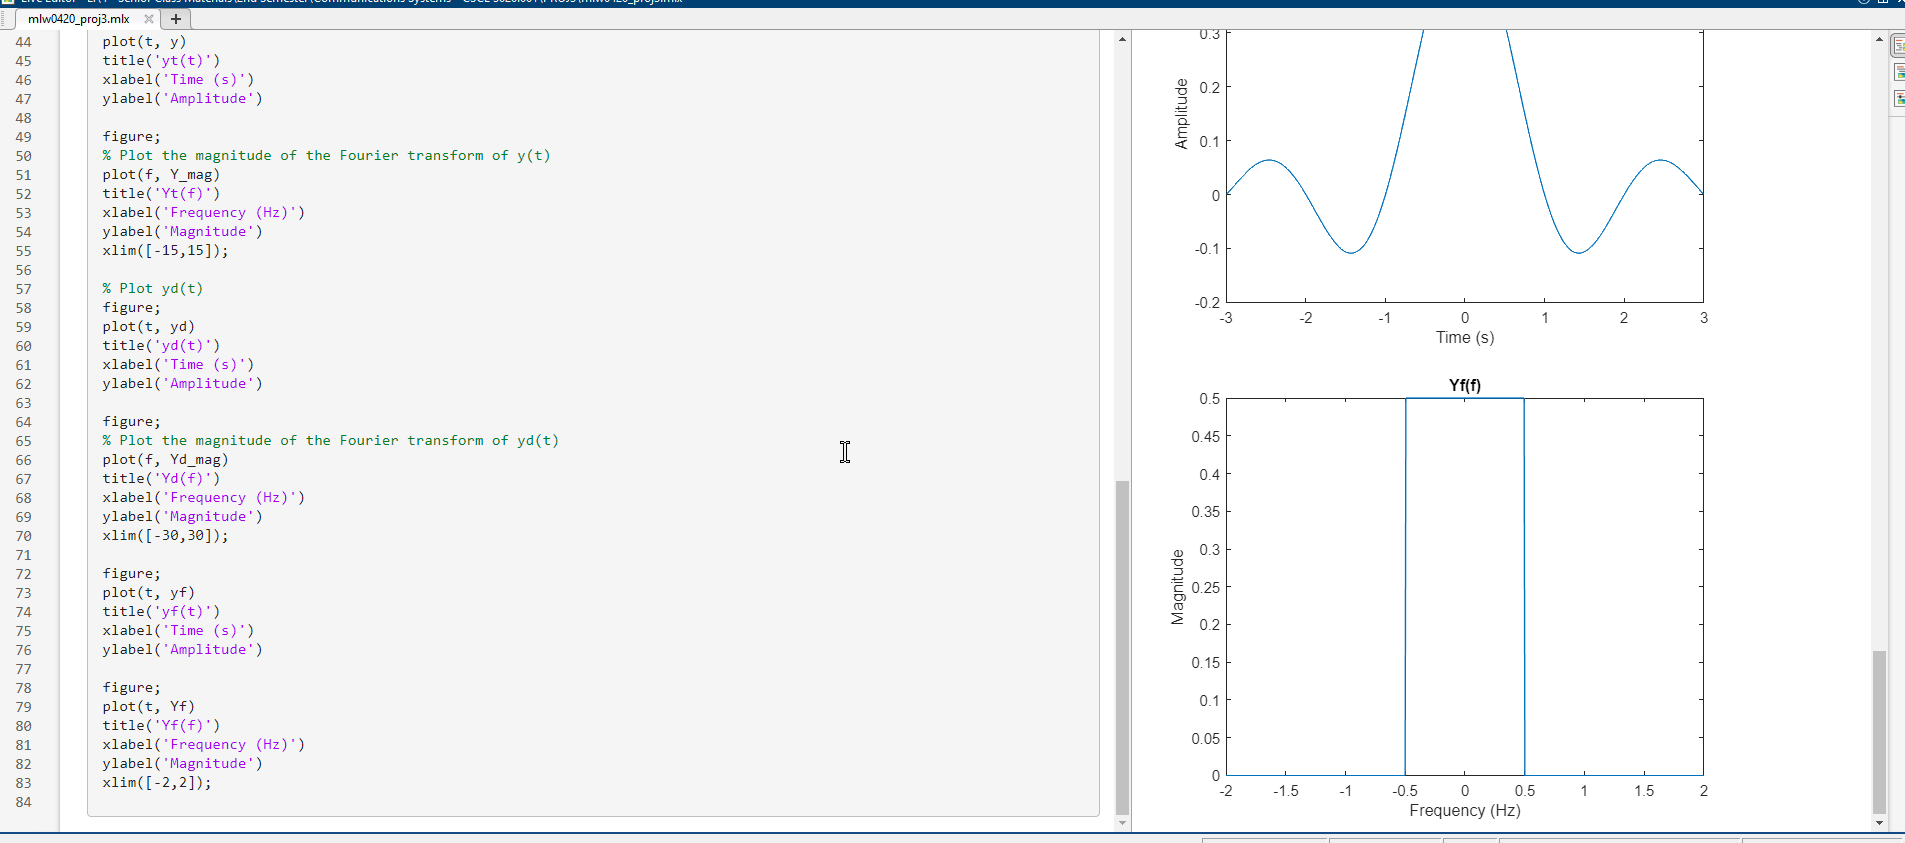 mlw0420_proj3.mlx
44 plot(t, y)
45 title('yt(t)')
46 xlabel('Time (s)')
47 ylabel('Amplitude')
48
49 figure;
50 % Plot the magnitude of the Fourier transform of y(t)
51 plot(f, Y_mag)
52 title('Yt(f)')
53 xlabel('Frequency (Hz)')
54 ylabel('Magnitude')
55 xlim([-15,15]);
56
57 % Plot yd(t)
58 figure;
59 plot(t, yd)
60 title('yd(t)')
61 xlabel('Time (s)')
62 ylabel('Amplitude')
63
64 figure;
65 % Plot the magnitude of the Fourier transform of yd(t)
66 plot(f, Yd_mag)
67 title('Yd(f)')
68 xlabel('Frequency (Hz)')
69 ylabel('Magnitude')
70 xlim([-30,30]);
71
72 figure;
73 plot(t, yf)
74 title('yf(t)')
75 xlabel('Time (s)')
76 ylabel('Amplitude')
77
78 figure;
79 plot(t, Yf)
80 title('Yf(f)')
81 xlabel('Frequency (Hz)')
82 ylabel('Magnitude')
83 xlim([-2,2]);
84
0.3
0.2
0.1
0
-0.1
-0.2
Amplitude
-3 -2 -1 0 1 2 3
Time (s)
Yf(f)
0.5
0.45
0.4
0.35
0.3
0.25
0.2
0.15
0.1
0.05
0
Magnitude
-2 -1.5 -1 -0.5 0 0.5 1 1.5 2
Frequency (Hz)